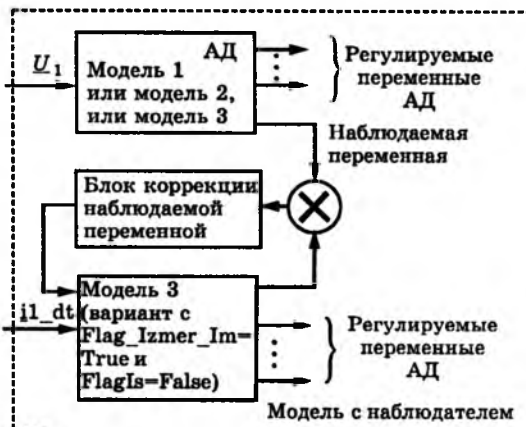 АД
U1
Модель 1
или модель 2,
или модель 3
Регулируемые
переменные
АД
Наблюдаемая
переменная
Блок коррекции
наблюдаемой
переменной
i1_dt
Модель 3
(вариант с
Flag_Izmer_Im=
True и
FlagIs=False)
Регулируемые
переменные
АД
Модель с наблюдателем